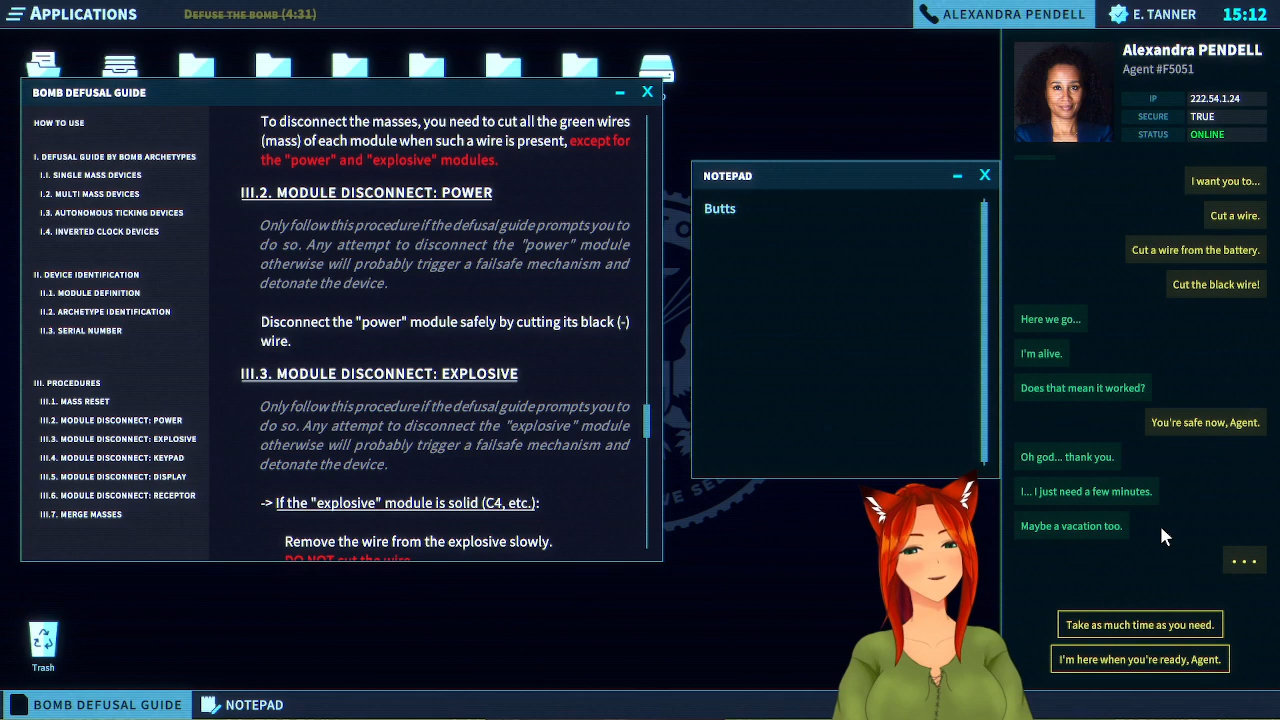 APPLICATIONS
DEFUSE THE BOMB (4:31)
ALEXANDRA PENDELL
E. TANNER
15:12
BOMB DEFUSAL GUIDE
HOW TO USE
I. DEFUSAL GUIDE BY BOMB ARCHETYPES
I.I. SINGLE MASS DEVICES
I.2. MULTI MASS DEVICES
I.3. AUTONOMOUS TICKING DEVICES
I.4. INVERTED CLOCK DEVICES
II. DEVICE IDENTIFICATION
II.1. MODULE DEFINITION
II.2. ARCHETYPE IDENTIFICATION
II.3. SERIAL NUMBER
III. PROCEDURES
III.1. MASS RESET
III.2. MODULE DISCONNECT: POWER
III.3. MODULE DISCONNECT: EXPLOSIVE
III.4. MODULE DISCONNECT: KEYPAD
III.5. MODULE DISCONNECT: DISPLAY
III.6. MODULE DISCONNECT: RECEPTOR
III.7. MERGE MASSES
To disconnect the masses, you need to cut all the green wires
(mass) of each module when such a wire is present, except for
the "power" and "explosive" modules.
III.2. MODULE DISCONNECT: POWER
Only follow this procedure if the defusal guide prompts you to
do so. Any attempt to disconnect the "power" module
otherwise will probably trigger a failsafe mechanism and
detonate the device.
Disconnect the "power" module safely by cutting its black (-)
wire.
III.3. MODULE DISCONNECT: EXPLOSIVE
Only follow this procedure if the defusal guide prompts you to
do so. Any attempt to disconnect the "explosive" module
otherwise will probably trigger a failsafe mechanism and
detonate the device.
-> If the "explosive" module is solid (C4, etc.):
Remove the wire from the explosive slowly.
DO NOT cut the wire
NOTEPAD
Butts
Alexandra PENDELL
Agent #F5051
IP 222.54.1.24
SECURE TRUE
STATUS ONLINE
I want you to...
Cut a wire.
Cut a wire from the battery.
Cut the black wire!
Here we go...
I'm alive.
Does that mean it worked?
You're safe now, Agent.
Oh god... thank you.
I... I just need a few minutes.
Maybe a vacation too.
...
Take as much time as you need.
I'm here when you're ready, Agent.
Trash
BOMB DEFUSAL GUIDE
NOTEPAD